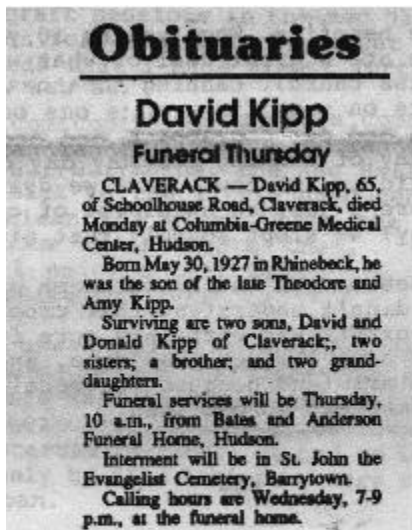 Obituaries
David Kipp
Funeral Thursday
CLAVERACK — David Kipp, 65,
of Schoolhouse Road, Claverack, died
Monday at Columbia-Greene Medical
Center, Hudson.
Born May 30, 1927 in Rhinebeck, he
was the son of the late Theodore and
Amy Kipp.
Surviving are two sons, David and
Donald Kipp of Claverack;, two
sisters; a brother; and two grand-
daughters.
Funeral services will be Thursday,
10 a.m., from Bates and Anderson
Funeral Home, Hudson.
Interment will be in St. John the
Evangelist Cemetery, Barrytown.
Calling hours are Wednesday, 7-9
p.m., at the funeral home.